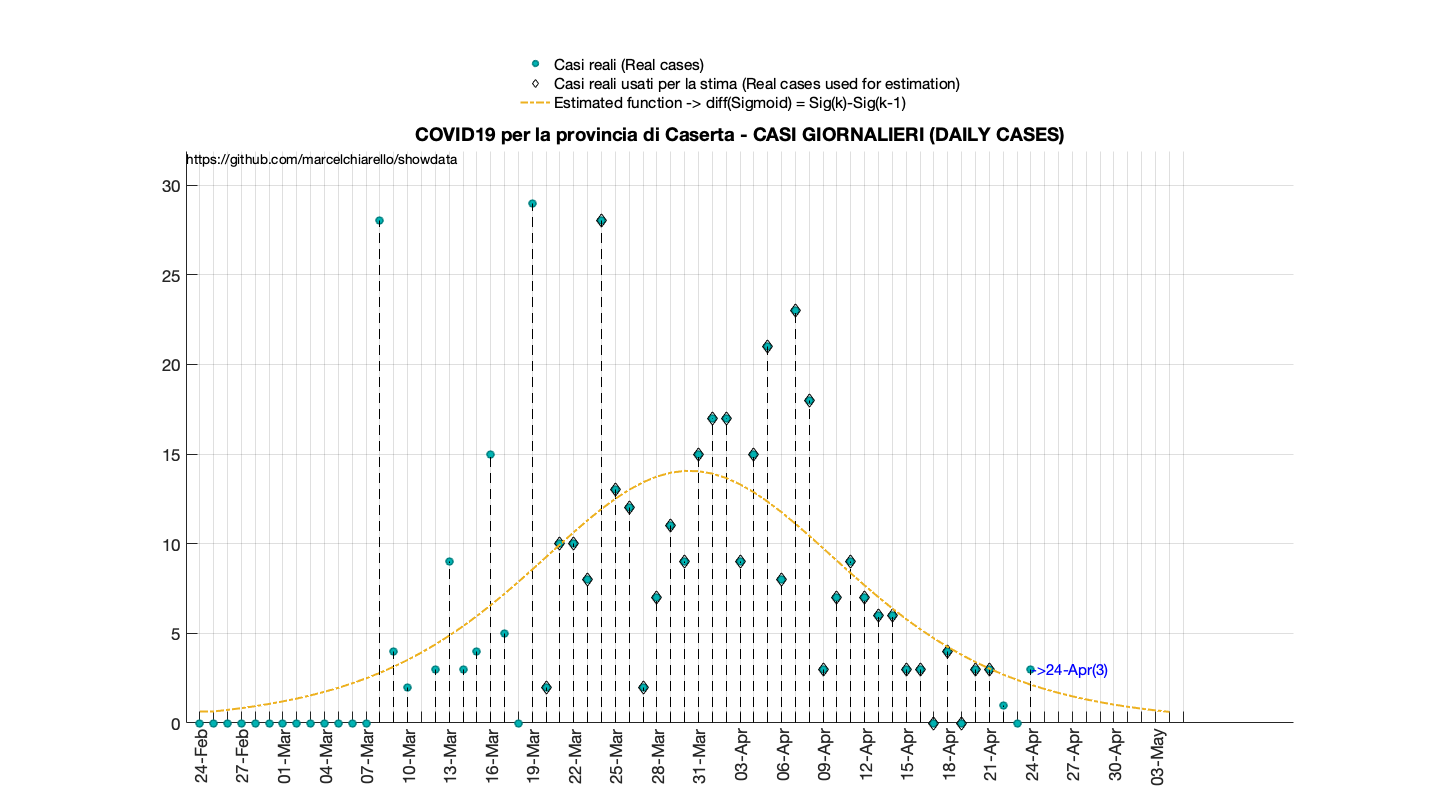 Casi reali (Real cases)
Casi reali usati per la stima (Real cases used for estimation)
Estimated function -> diff(Sigmoid) = Sig(k)-Sig(k-1)
COVID19 per la provincia di Caserta - CASI GIORNALIERI (DAILY CASES)
https://github.com/marcelchiarello/showdata
30
25
20
15
10
5
0
->24-Apr(3)
24-Feb
27-Feb
01-Mar
04-Mar
07-Mar
10-Mar
13-Mar
16-Mar
19-Mar
22-Mar
25-Mar
28-Mar
31-Mar
03-Apr
06-Apr
09-Apr
12-Apr
15-Apr
18-Apr
21-Apr
24-Apr
27-Apr
30-Apr
03-May